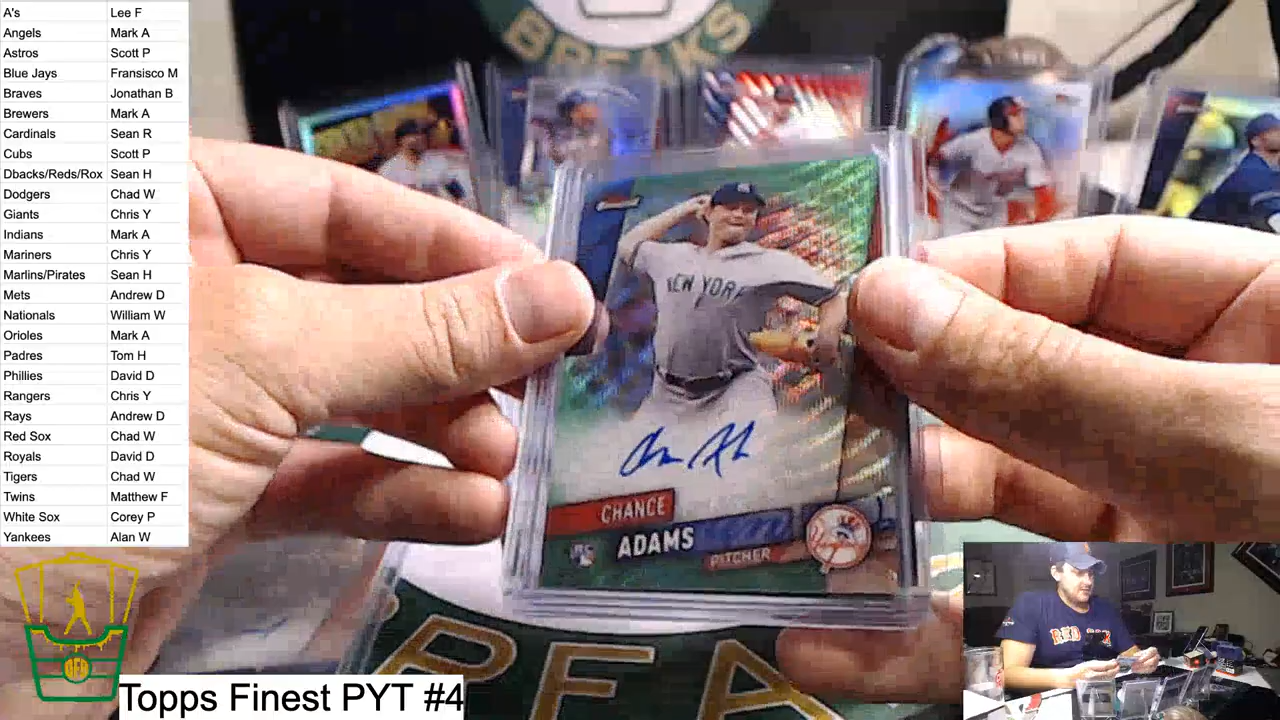 A's Lee F
Angels Mark A
Astros Scott P
Blue Jays Fransisco M
Braves Jonathan B
Brewers Mark A
Cardinals Sean R
Cubs Scott P
Dbacks/Reds/Rox Sean H
Dodgers Chad W
Giants Chris Y
Indians Mark A
Mariners Chris Y
Marlins/Pirates Sean H
Mets Andrew D
Nationals William W
Orioles Mark A
Padres Tom H
Phillies David D
Rangers Chris Y
Rays Andrew D
Red Sox Chad W
Royals David D
Tigers Chad W
Twins Matthew F
White Sox Corey P
Yankees Alan W
BREAKS
NEW YORK
CHANCE
ADAMS
PITCHER
RC
BREA
RED SOX
Topps Finest PYT #4